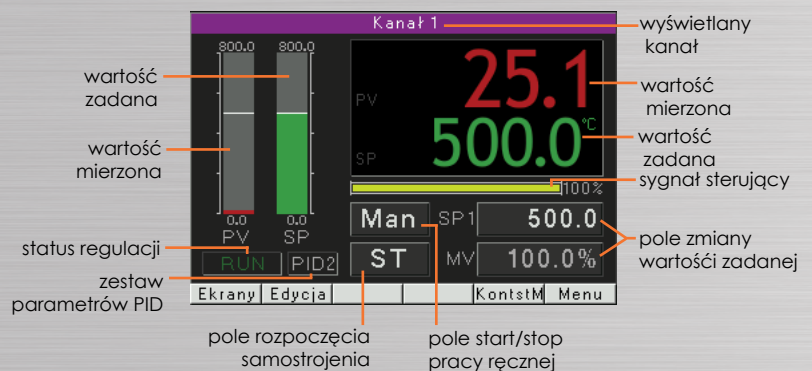 Kanał 1
wyświetlany
kanał
800.0 800.0
wartość
zadana
wartość
mierzona
PV
25.1
wartość
mierzona
SP
500.0
°C
wartość
zadana
sygnał sterujący
100%
0.0 0.0
PV SP
Man
SP1
500.0
pole zmiany
wartośći zadanej
status regulacji
RUN
PID2
ST
MV
100.0%
zestaw
parametrów PID
Ekrany Edycja KontstM Menu
pole rozpoczęcia
samostrojenia
pole start/stop
pracy ręcznej